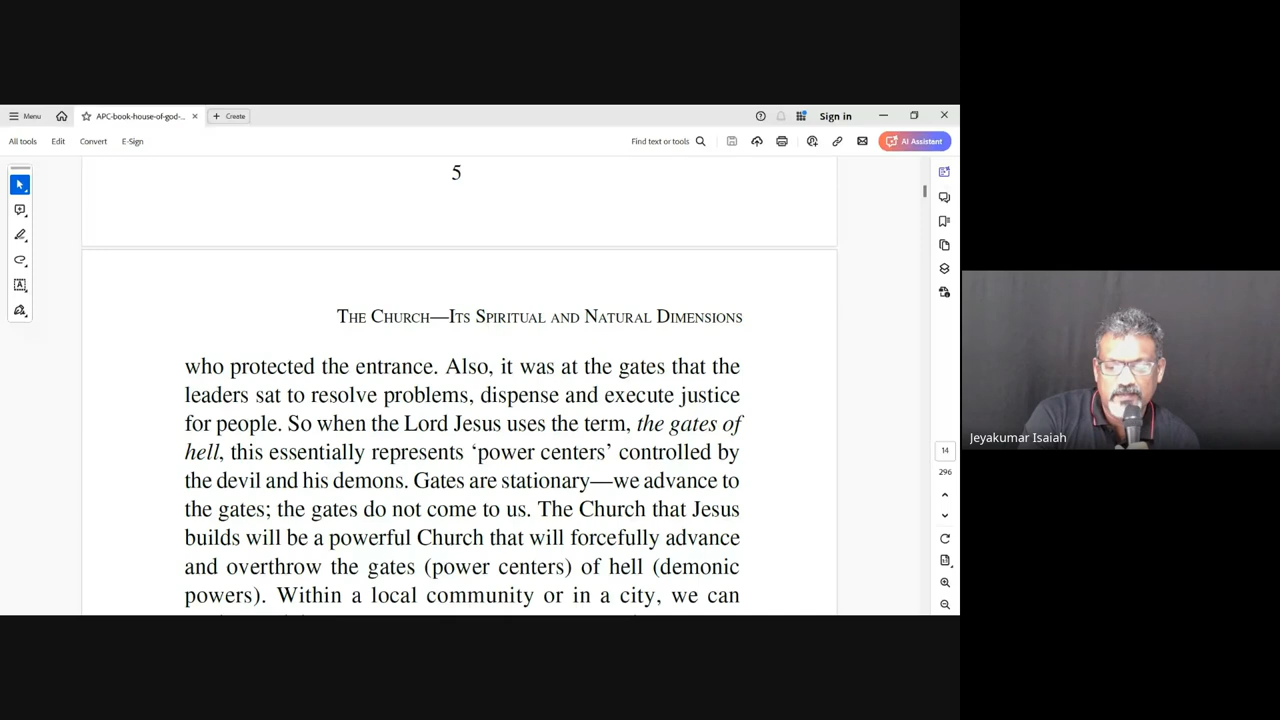 Menu
APC-book-house-of-god-...
Create
Sign in
All tools
Edit
Convert
E-Sign
Find text or tools
AI Assistant
5
THE CHURCH—ITS SPIRITUAL AND NATURAL DIMENSIONS
who protected the entrance. Also, it was at the gates that the
leaders sat to resolve problems, dispense and execute justice
for people. So when the Lord Jesus uses the term, the gates of
hell, this essentially represents ‘power centers’ controlled by
the devil and his demons. Gates are stationary—we advance to
the gates; the gates do not come to us. The Church that Jesus
builds will be a powerful Church that will forcefully advance
and overthrow the gates (power centers) of hell (demonic
powers). Within a local community or in a city, we can
14
296
Jeyakumar Isaiah